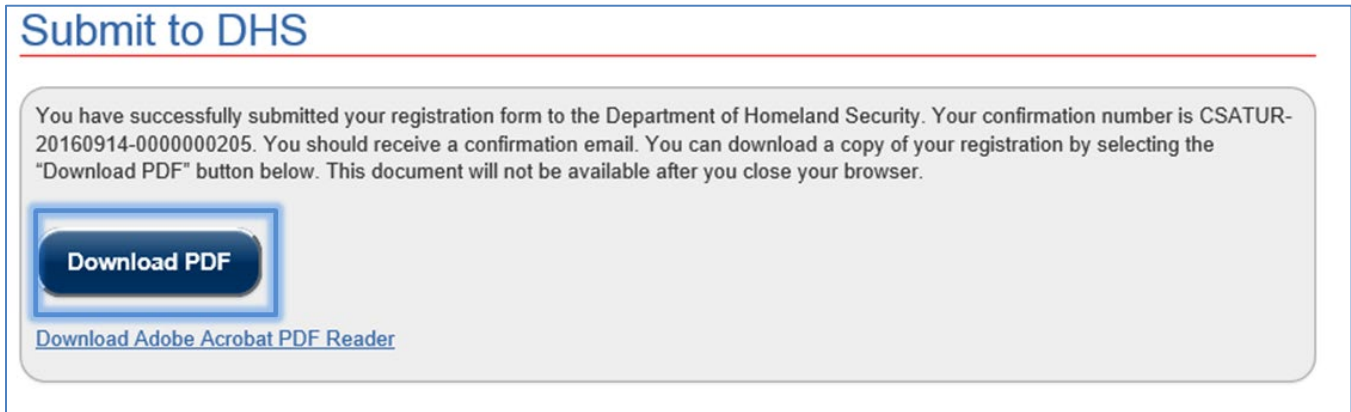 Submit to DHS
You have successfully submitted your registration form to the Department of Homeland Security. Your confirmation number is CSATUR-
20160914-0000000205. You should receive a confirmation email. You can download a copy of your registration by selecting the
“Download PDF” button below. This document will not be available after you close your browser.
Download PDF
Download Adobe Acrobat PDF Reader